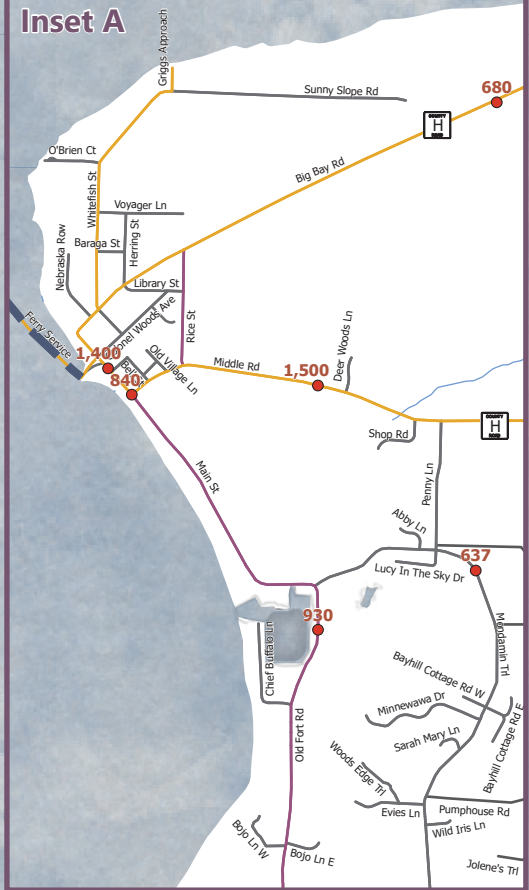 Inset A
Griggs Approach
Sunny Slope Rd
680
COUNTY
H
ROAD
Big Bay Rd
O'Brien Ct
Whitefish St
Voyager Ln
Herring St
Baraga St
Nebraska Row
Library St
Rice St
Ferry Service
Woods Ave
1,400
840
Old Village Ln
Middle Rd
1,500
Deer Woods Ln
COUNTY
H
ROAD
Shop Rd
Penny Ln
Main St
Abby Ln
637
Lucy In The Sky Dr
930
Chief Buffalo Ln
Mondamin Trl
Bayhill Cottage Rd W
Minnewawa Dr
Bayhill Cottage Rd E
Sarah Mary Ln
Old Fort Rd
Woods Edge Trl
Evies Ln
Pumphouse Rd
Wild Iris Ln
Bojo Ln W
Bojo Ln E
Jolene's Trl